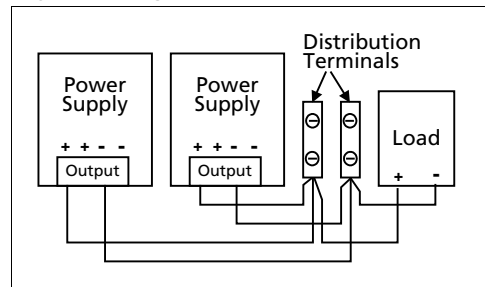 Distribution
Terminals
Power
Supply
+ + - -
Output
Power
Supply
+ + - -
Output
Load
+ -